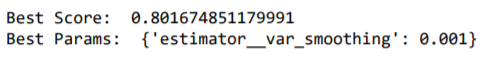 Best Score:  0.801674851179991
Best Params:  {'estimator__var_smoothing': 0.001}